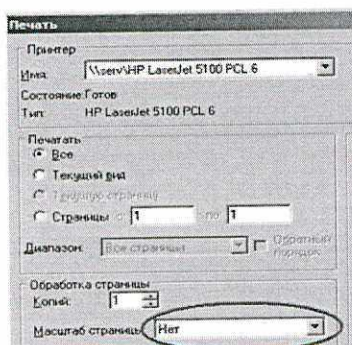 Печать
Принтер
Имя: \\serv\HP LaserJet 5100 PCL 6
Состояние: Готов
Тип: HP LaserJet 5100 PCL 6
Печатать
Все
Текущий вид
Текущую страницу
Страницы с 1 по 1
Диапазон: Все страницы Обратный порядок
Обработка страницы
Копий: 1
Масштаб страницы: Нет